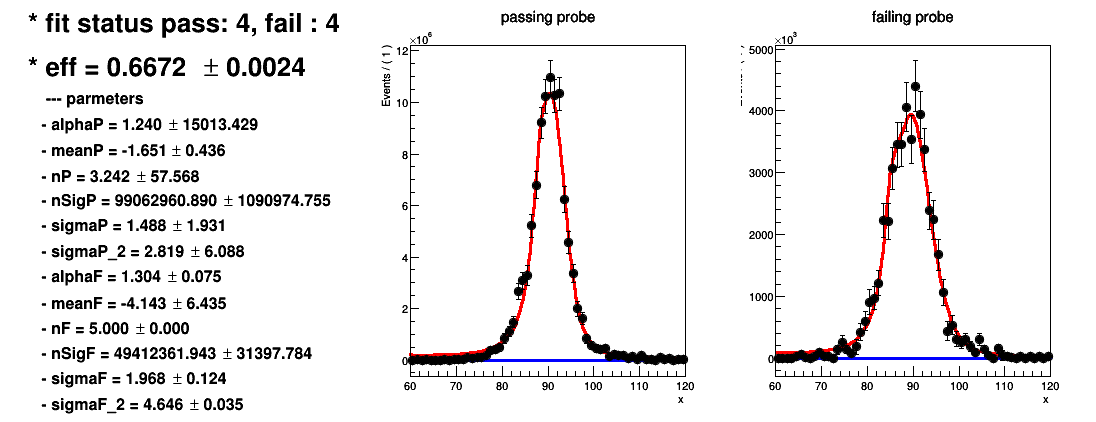 * fit status pass: 4, fail : 4
* eff = 0.6672 ± 0.0024
--- parmeters
- alphaP = 1.240 ± 15013.429
- meanP = -1.651 ± 0.436
- nP = 3.242 ± 57.568
- nSigP = 99062960.890 ± 1090974.755
- sigmaP = 1.488 ± 1.931
- sigmaP_2 = 2.819 ± 6.088
- alphaF = 1.304 ± 0.075
- meanF = -4.143 ± 6.435
- nF = 5.000 ± 0.000
- nSigF = 49412361.943 ± 31397.784
- sigmaF = 1.968 ± 0.124
- sigmaF_2 = 4.646 ± 0.035
passing probe
×10^6
Events / ( 1 )
12
10
8
6
4
2
0
60 70 80 90 100 110 120
x
failing probe
×10^3
5000
4000
3000
2000
1000
0
60 70 80 90 100 110 120
x